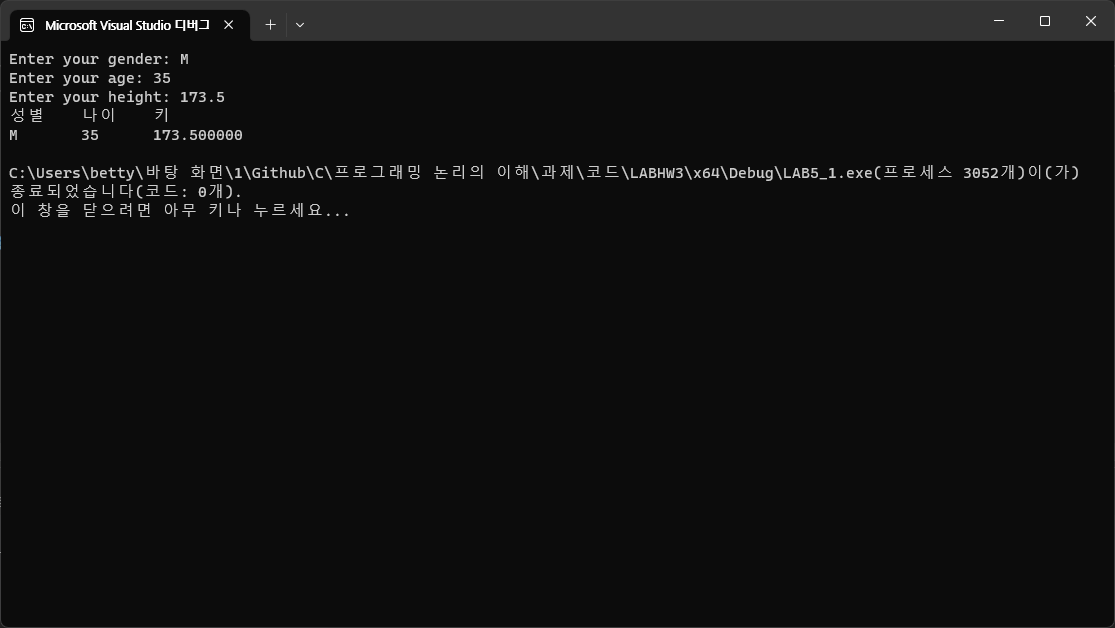 Microsoft Visual Studio 디버그
Enter your gender: M
Enter your age: 35
Enter your height: 173.5
성별 나이 키
M 35 173.500000
C:\Users\betty\바탕 화면\1\Github\C\프로그래밍 논리의 이해\과제\코드\LABHW3\x64\Debug\LAB5_1.exe(프로세스 3052개)이(가)
종료되었습니다(코드: 0개).
이 창을 닫으려면 아무 키나 누르세요...